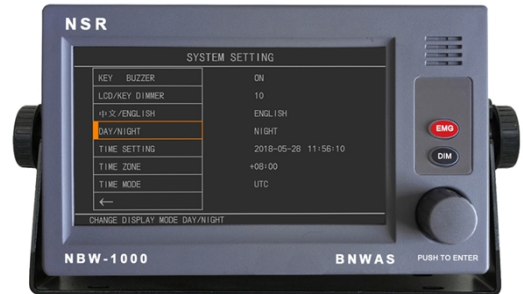 NSR
SYSTEM SETTING
KEY BUZZER ON
LCD/KEY DIMMER 10
中文/ENGLISH ENGLISH
DAY/NIGHT NIGHT
TIME SETTING 2018-05-28 11:56:10
TIME ZONE +08:00
TIME MODE UTC
←
CHANGE DISPLAY MODE DAY/NIGHT
EMG
DIM
NBW-1000 BNWAS PUSH TO ENTER